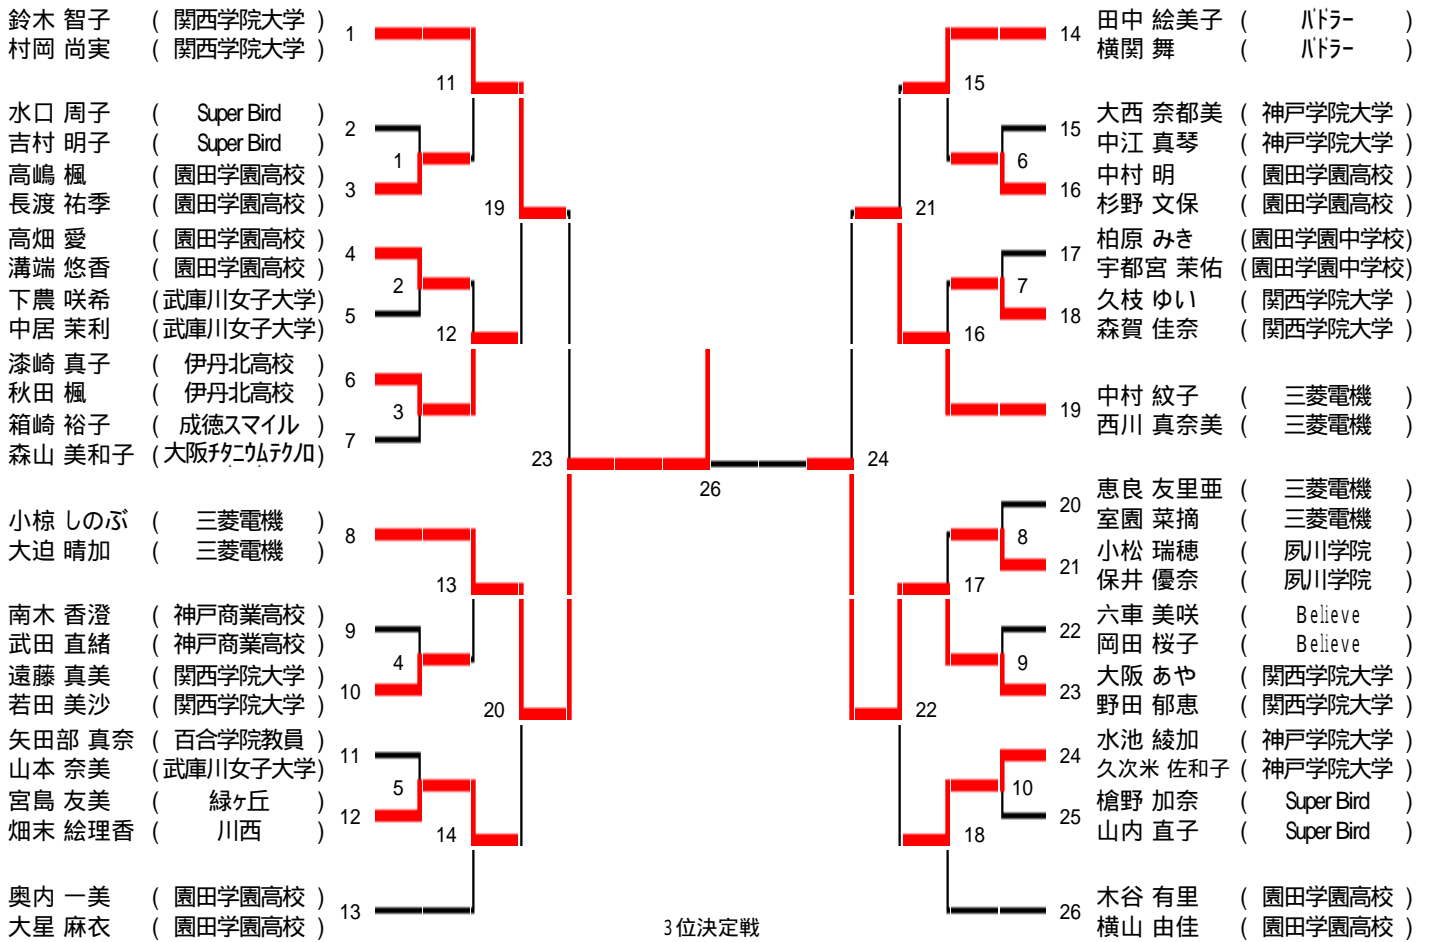 鈴木 智子 ( 関西学院大学 ) 1
村岡 尚実 ( 関西学院大学 )
水口 周子 ( Super Bird ) 2
吉村 明子 ( Super Bird )
高嶋 楓 ( 園田学園高校 ) 3
長渡 祐季 ( 園田学園高校 )
高畑 愛 ( 園田学園高校 ) 4
溝端 悠香 ( 園田学園高校 )
下農 咲希 ( 武庫川女子大学 ) 5
中居 茉利 ( 武庫川女子大学 )
漆崎 真子 ( 伊丹北高校 ) 6
秋田 楓 ( 伊丹北高校 )
箱崎 裕子 ( 成徳スマイル ) 7
森山 美和子 ( 大阪ﾁﾀﾆｳﾑﾃｸﾉﾛ )
小椋 しのぶ ( 三菱電機 ) 8
大迫 晴加 ( 三菱電機 )
南木 香澄 ( 神戸商業高校 ) 9
武田 直緒 ( 神戸商業高校 )
遠藤 真美 ( 関西学院大学 ) 10
若田 美沙 ( 関西学院大学 )
矢田部 真奈 ( 百合学院教員 ) 11
山本 奈美 ( 武庫川女子大学 )
宮島 友美 ( 緑ヶ丘 ) 12
畑末 絵理香 ( 川西 )
奥内 一美 ( 園田学園高校 ) 13
大星 麻衣 ( 園田学園高校 )
1
2
3
4
5
11
12
13
14
19
20
23
26
24
21
22
15
16
17
18
6
7
8
9
10
14 田中 絵美子 ( ﾊﾞﾄﾞﾗｰ )
横関 舞 ( ﾊﾞﾄﾞﾗｰ )
15 大西 奈都美 ( 神戸学院大学 )
中江 真琴 ( 神戸学院大学 )
16 中村 明 ( 園田学園高校 )
杉野 文保 ( 園田学園高校 )
17 柏原 みき ( 園田学園中学校 )
宇都宮 茉佑 ( 園田学園中学校 )
18 久枝 ゆい ( 関西学院大学 )
森賀 佳奈 ( 関西学院大学 )
19 中村 紋子 ( 三菱電機 )
西川 真奈美 ( 三菱電機 )
20 恵良 友里亜 ( 三菱電機 )
室園 菜摘 ( 三菱電機 )
21 小松 瑞穂 ( 夙川学院 )
保井 優奈 ( 夙川学院 )
22 六車 美咲 ( Believe )
岡田 桜子 ( Believe )
23 大阪 あや ( 関西学院大学 )
野田 郁恵 ( 関西学院大学 )
24 水池 綾加 ( 神戸学院大学 )
久次米 佐和子 ( 神戸学院大学 )
25 槍野 加奈 ( Super Bird )
山内 直子 ( Super Bird )
26 木谷 有里 ( 園田学園高校 )
横山 由佳 ( 園田学園高校 )
3位決定戦